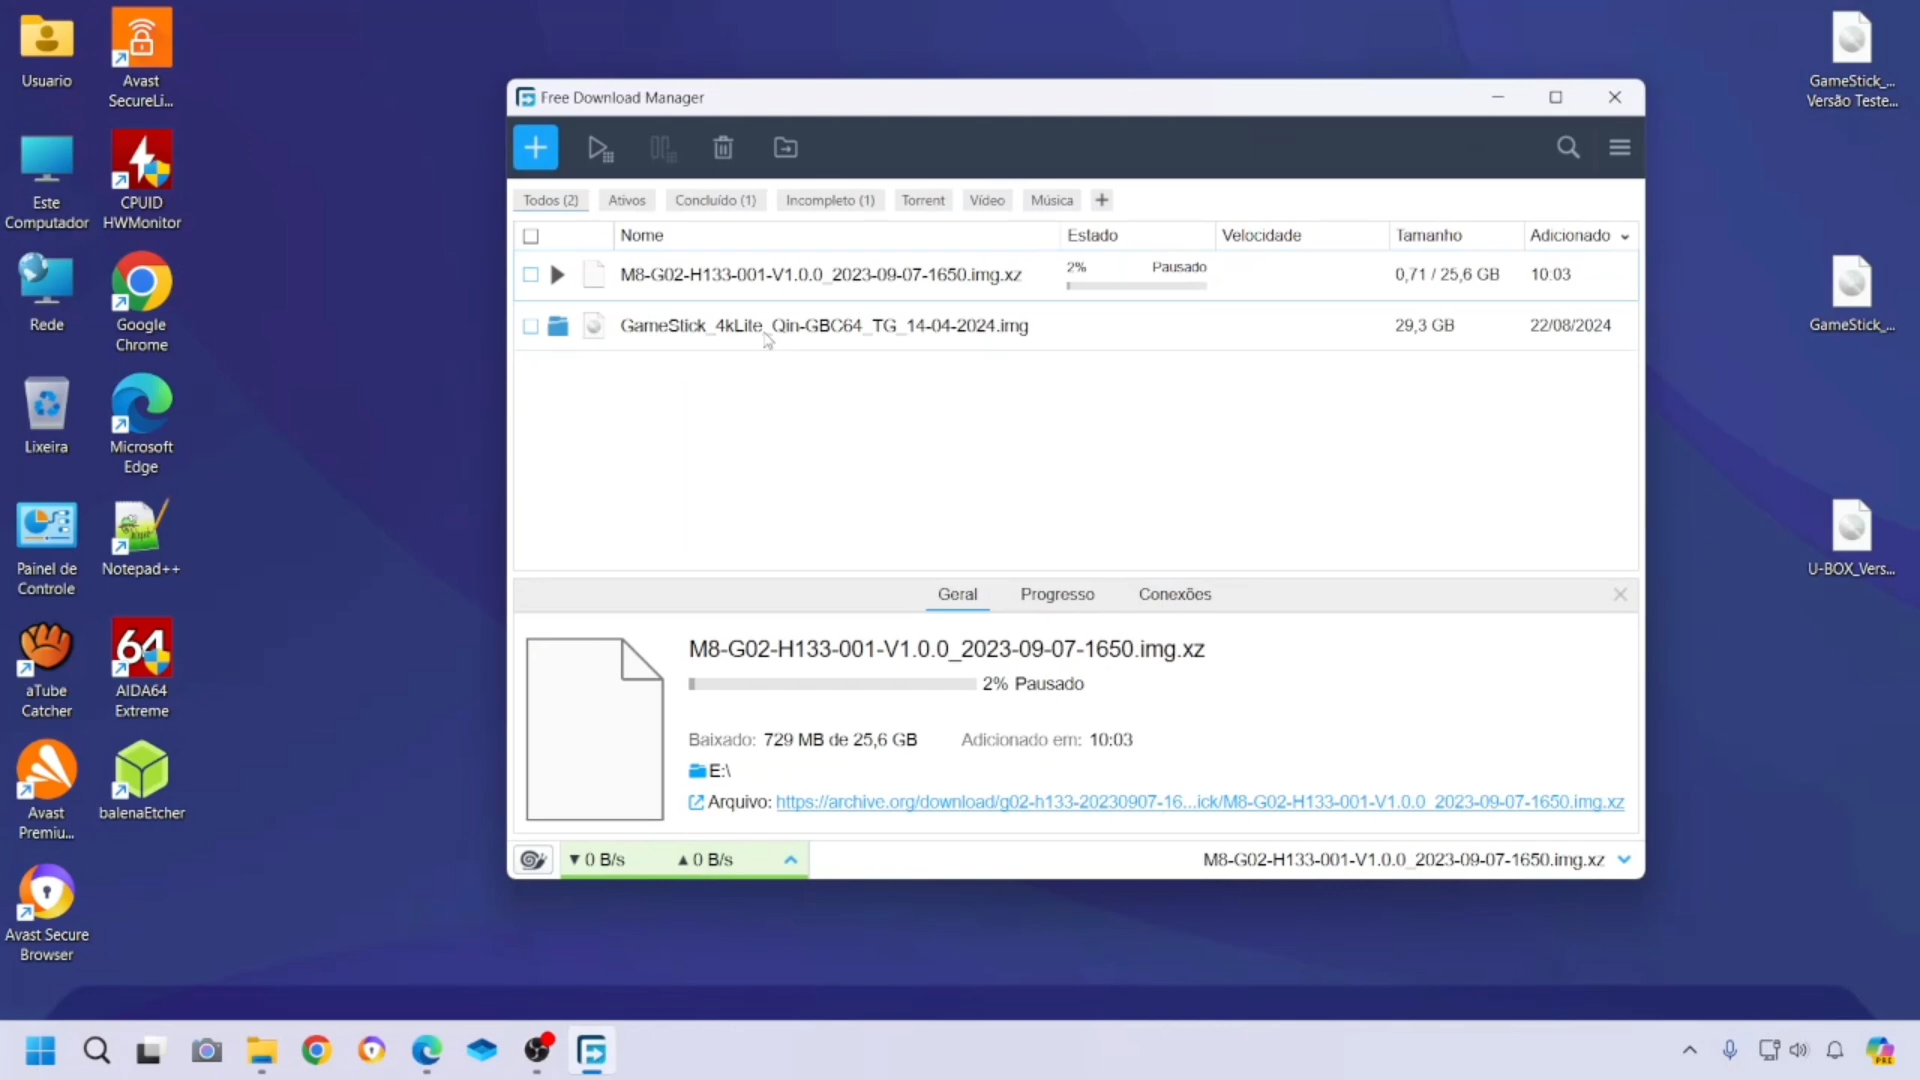 Usuario
Avast
SecureLi...
Este
Computador
CPUID
HWMonitor
Rede
Google
Chrome
Lixeira
Microsoft
Edge
Painel de
Controle
Notepad++
aTube
Catcher
64
AIDA64
Extreme
Avast
Premiu...
balenaEtcher
Avast Secure
Browser
Free Download Manager
Todos (2)
Ativos
Concluído (1)
Incompleto (1)
Torrent
Vídeo
Música
Nome
Estado
Velocidade
Tamanho
Adicionado
M8-G02-H133-001-V1.0.0_2023-09-07-1650.img.xz
2%
Pausado
0,71 / 25,6 GB
10:03
GameStick_4kLite_Qin-GBC64_TG_14-04-2024.img
29,3 GB
22/08/2024
Geral
Progresso
Conexões
M8-G02-H133-001-V1.0.0_2023-09-07-1650.img.xz
2% Pausado
Baixado: 729 MB de 25,6 GB
Adicionado em: 10:03
E:\
Arquivo: https://archive.org/download/g02-h133-20230907-16...ick/M8-G02-H133-001-V1.0.0_2023-09-07-1650.img.xz
▼0 B/s
▲0 B/s
M8-G02-H133-001-V1.0.0_2023-09-07-1650.img.xz
GameStick_...
Versão Teste...
GameStick_...
U-BOX_Vers...
PRE